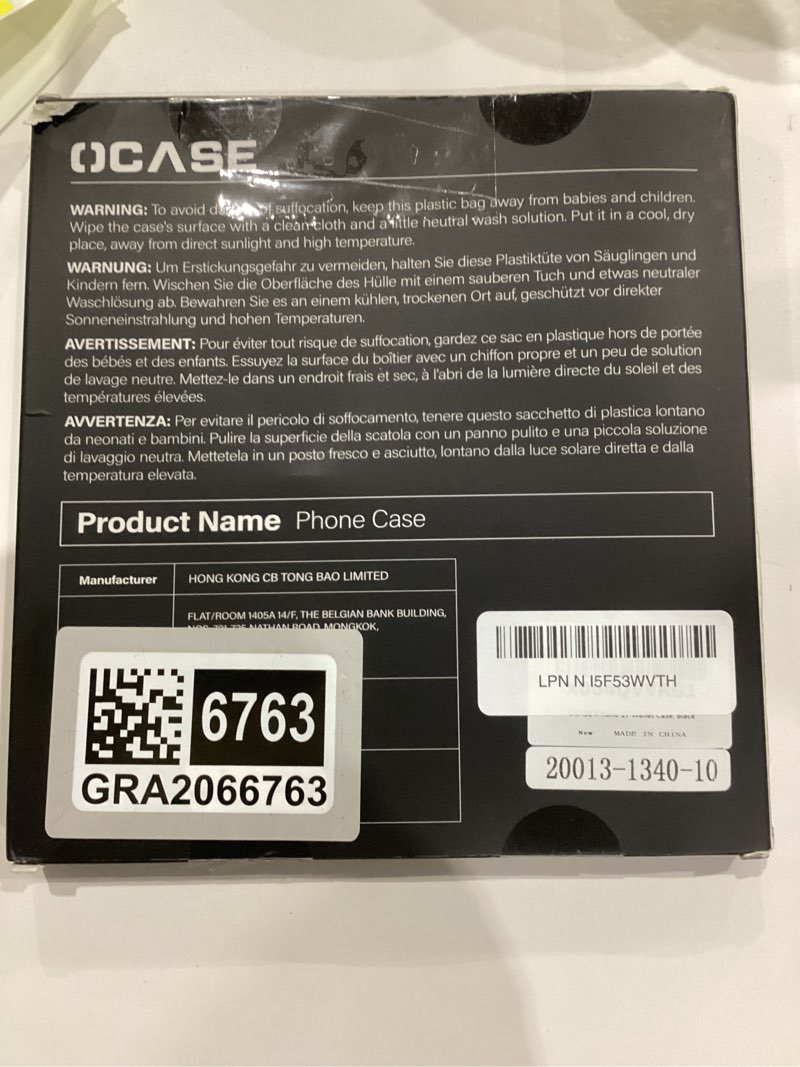 OCASE
WARNING: To avoid of suffocation, keep this plastic bag away from babies and children.
Wipe the case's surface with a clean cloth and a little neutral wash solution. Put it in a cool, dry
place, away from direct sunlight and high temperature.
WARNUNG: Um Erstickungsgefahr zu vermeiden, halten Sie diese Plastiktüte von Säuglingen und
Kindern fern. Wischen Sie die Oberfläche des Hülle mit einem sauberen Tuch und etwas neutraler
Waschlösung ab. Bewahren Sie es an einem kühlen, trockenen Ort auf, geschützt vor direkter
Sonneneinstrahlung und hohen Temperaturen.
AVERTISSEMENT: Pour éviter tout risque de suffocation, gardez ce sac en plastique hors de portée
des bébés et des enfants. Essuyez la surface du boîtier avec un chiffon propre et un peu de solution
de lavage neutre. Mettez-le dans un endroit frais et sec, à l'abri de la lumière directe du soleil et des
températures élevées.
AVVERTENZA: Per evitare il pericolo di soffocamento, tenere questo sacchetto di plastica lontano
da neonati e bambini. Pulire la superficie della scatola con un panno pulito e una piccola soluzione
di lavaggio neutra. Mettetela in un posto fresco e asciutto, lontano dalla luce solare diretta e dalla
temperatura elevata.
Product Name Phone Case
Manufacturer HONG KONG CB TONG BAO LIMITED
FLAT/ROOM 1405A 14/F, THE BELGIAN BANK BUILDING,
NATHAN ROAD, MONGKOK,
6763
GRA2066763
LPN N I5F53WVTH
Wallet Case, Black
New MADE IN CHINA
20013-1340-10